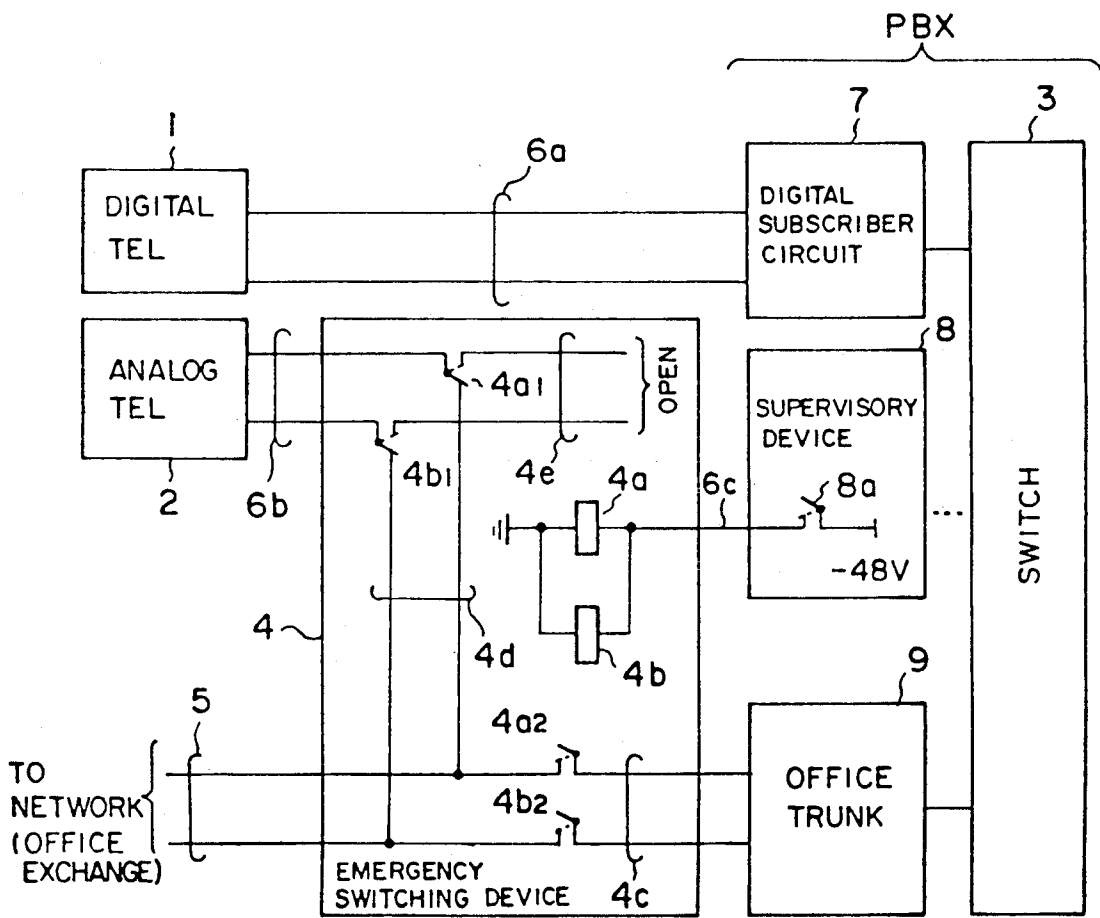 PBX
1
6a
7
3
DIGITAL
TEL
DIGITAL
SUBSCRIBER
CIRCUIT
ANALOG
TEL
4a1
OPEN
8
SUPERVISORY
DEVICE
2
6b
4b1
4e
4a
6c
8a
-48V
SWITCH
4
4d
4b
9
5
4a2
TO
NETWORK
(OFFICE
EXCHANGE)
4b2
OFFICE
TRUNK
EMERGENCY
SWITCHING DEVICE
4c